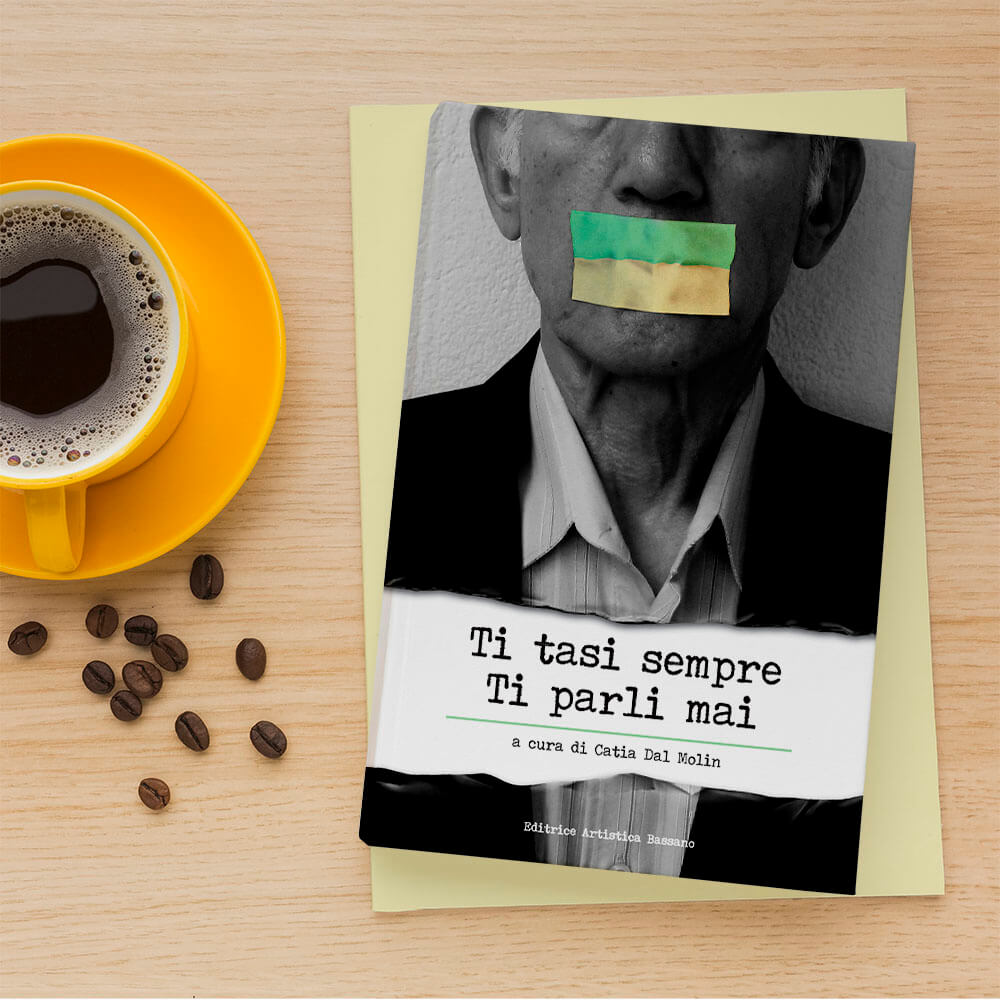 Ti tasi sempre
Ti parli mai
a cura di Catia Dal Molin
Editrice Artistica Bassano